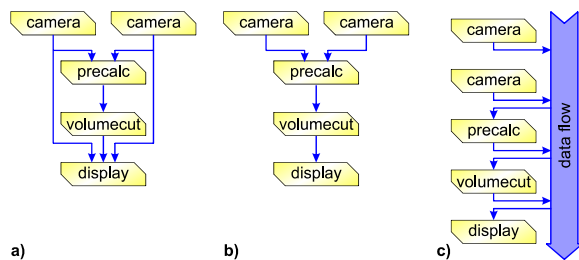 camera camera
precalc
volumecut
display
a)
camera camera
precalc
volumecut
display
b)
camera
camera
precalc
volumecut
display
data flow
c)